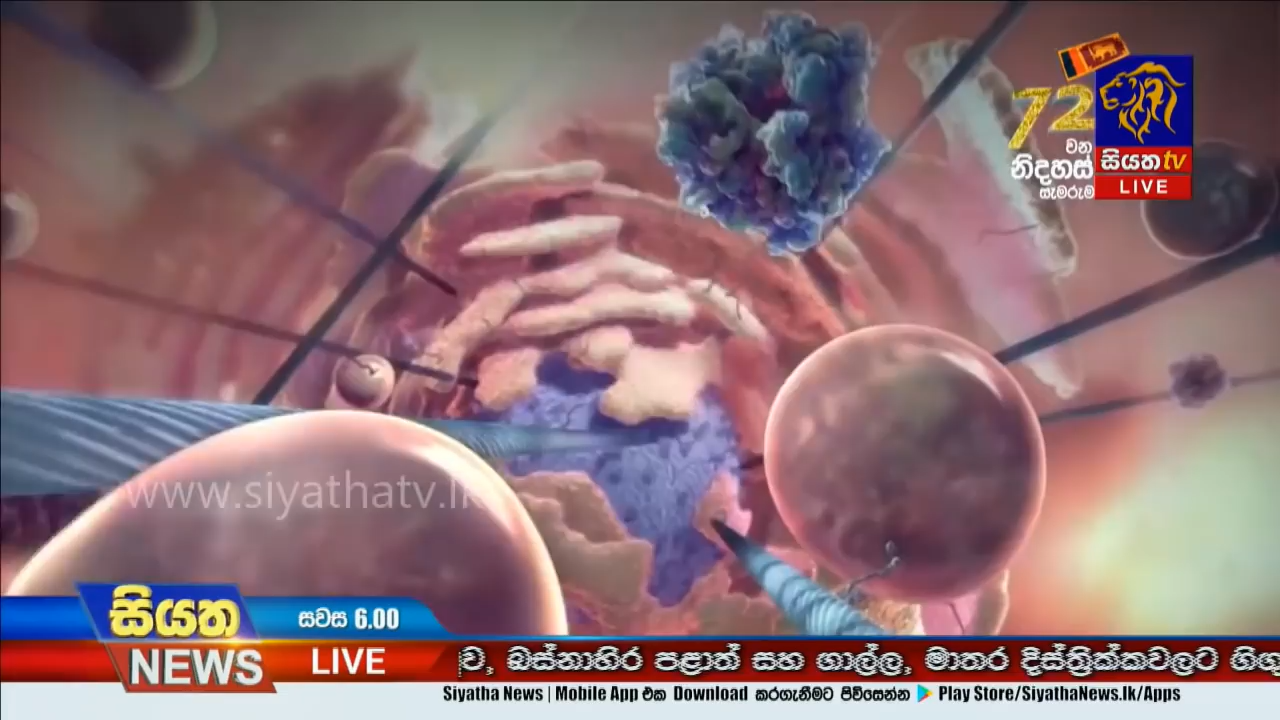 72
වන
නිදහස්
සැමරුම
සියත tv
LIVE
www.siyathatv.lk
සියත
NEWS
සවස 6.00
LIVE
බස්නාහිර පළාත් සහ ගාල්ල, මාතර දිස්ත්‍රික්කවලට
Siyatha News | Mobile App එක Download කරගැනීමට පිවිසෙන්න Play Store/SiyathaNews.lk/Apps